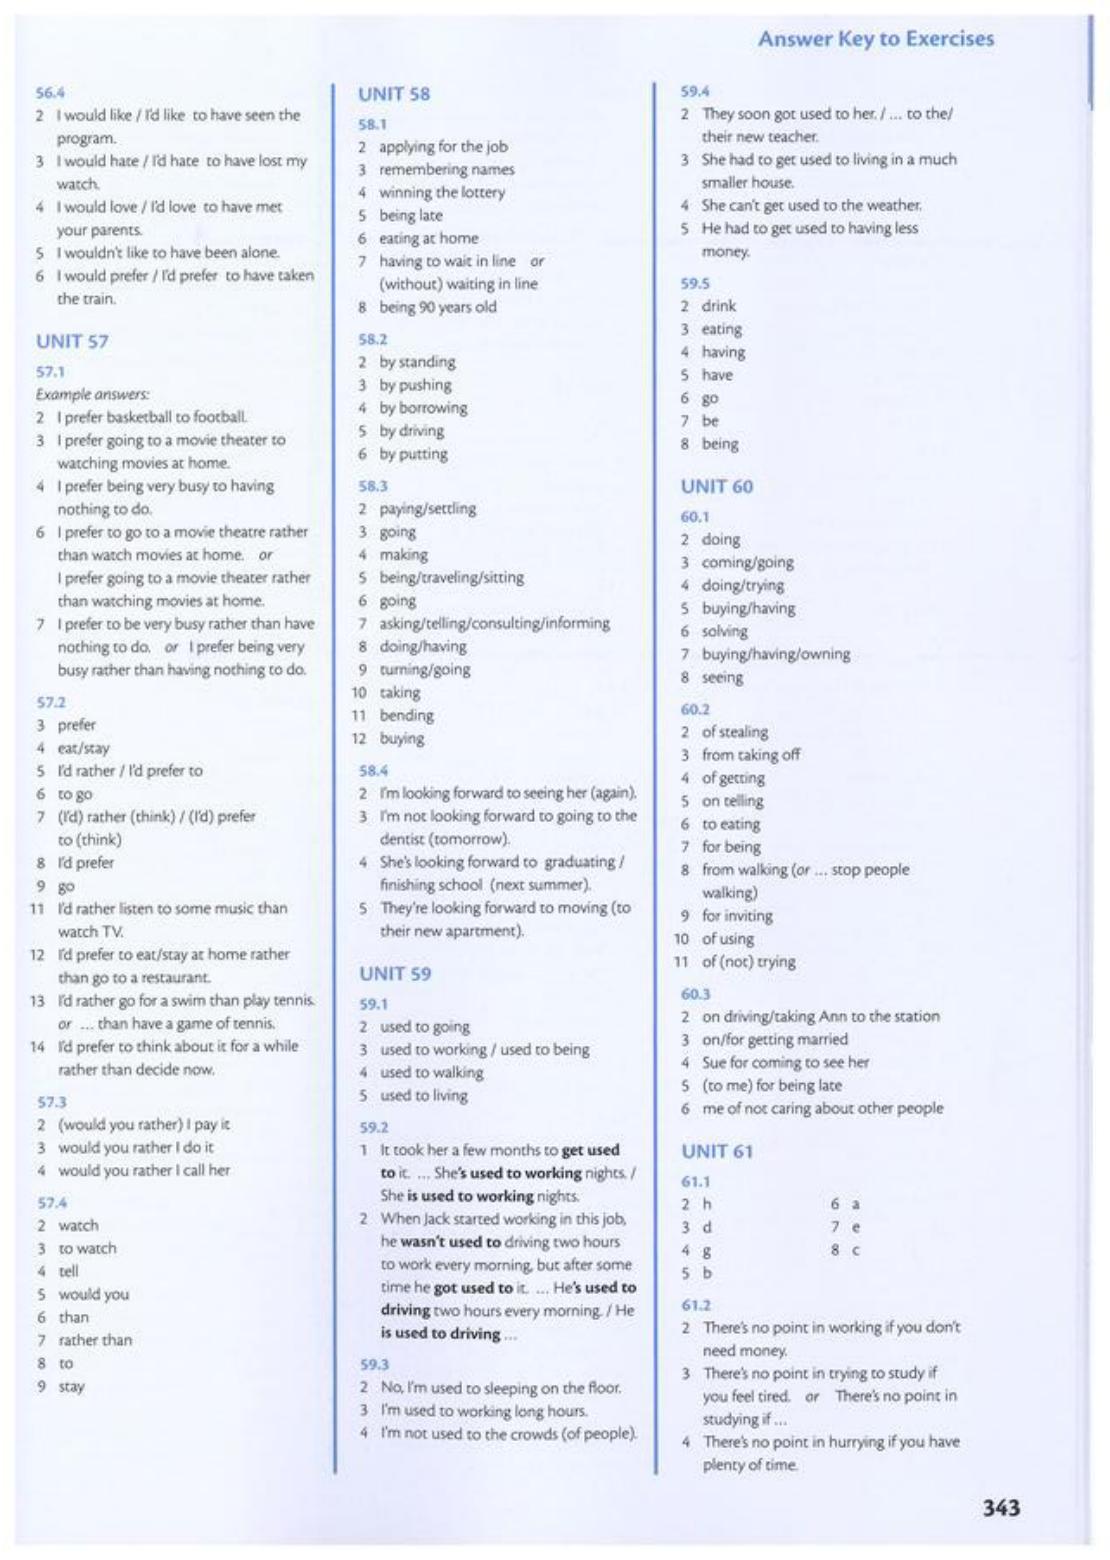 Answer Key to Exercises
56.4
2 I would like / I'd like to have seen the
program.
3 I would hate / I'd hate to have lost my
watch.
4 I would love / I'd love to have met
your parents.
5 I wouldn't like to have been alone.
6 I would prefer / I'd prefer to have taken
the train.
UNIT 57
57.1
Example answers:
2 I prefer basketball to football.
3 I prefer going to a movie theater to
watching movies at home.
4 I prefer being very busy to having
nothing to do.
6 I prefer to go to a movie theatre rather
than watch movies at home. or
I prefer going to a movie theater rather
than watching movies at home.
7 I prefer to be very busy rather than have
nothing to do. or I prefer being very
busy rather than having nothing to do.
57.2
3 prefer
4 eat/stay
5 I'd rather / I'd prefer to
6 to go
7 (I'd) rather (think) / (I'd) prefer
to (think)
8 I'd prefer
9 go
11 I'd rather listen to some music than
watch TV.
12 I'd prefer to eat/stay at home rather
than go to a restaurant.
13 I'd rather go for a swim than play tennis.
or ... than have a game of tennis.
14 I'd prefer to think about it for a while
rather than decide now.
57.3
2 (would you rather) I pay it
3 would you rather I do it
4 would you rather I call her
57.4
2 watch
3 to watch
4 tell
5 would you
6 than
7 rather than
8 to
9 stay
UNIT 58
58.1
2 applying for the job
3 remembering names
4 winning the lottery
5 being late
6 eating at home
7 having to wait in line or
(without) waiting in line
8 being 90 years old
58.2
2 by standing
3 by pushing
4 by borrowing
5 by driving
6 by putting
58.3
2 paying/settling
3 going
4 making
5 being/traveling/sitting
6 going
7 asking/telling/consulting/informing
8 doing/having
9 turning/going
10 taking
11 bending
12 buying
58.4
2 I'm looking forward to seeing her (again).
3 I'm not looking forward to going to the
dentist (tomorrow).
4 She's looking forward to graduating /
finishing school (next summer).
5 They're looking forward to moving (to
their new apartment).
UNIT 59
59.1
2 used to going
3 used to working / used to being
4 used to walking
5 used to living
59.2
1 It took her a few months to get used
to it. ... She's used to working nights. /
She is used to working nights.
2 When Jack started working in this job,
he wasn't used to driving two hours
to work every morning, but after some
time he got used to it. ... He's used to
driving two hours every morning. / He
is used to driving ...
59.3
2 No, I'm used to sleeping on the floor.
3 I'm used to working long hours.
4 I'm not used to the crowds (of people).
59.4
2 They soon got used to her. / ... to the/
their new teacher.
3 She had to get used to living in a much
smaller house.
4 She can't get used to the weather.
5 He had to get used to having less
money.
59.5
2 drink
3 eating
4 having
5 have
6 go
7 be
8 being
UNIT 60
60.1
2 doing
3 coming/going
4 doing/trying
5 buying/having
6 solving
7 buying/having/owning
8 seeing
60.2
2 of stealing
3 from taking off
4 of getting
5 on telling
6 to eating
7 for being
8 from walking (or ... stop people
walking)
9 for inviting
10 of using
11 of (not) trying
60.3
2 on driving/taking Ann to the station
3 on/for getting married
4 Sue for coming to see her
5 (to me) for being late
6 me of not caring about other people
UNIT 61
61.1
2 h 6 a
3 d 7 e
4 g 8 c
5 b
61.2
2 There's no point in working if you don't
need money.
3 There's no point in trying to study if
you feel tired. or There's no point in
studying if ...
4 There's no point in hurrying if you have
plenty of time.
343